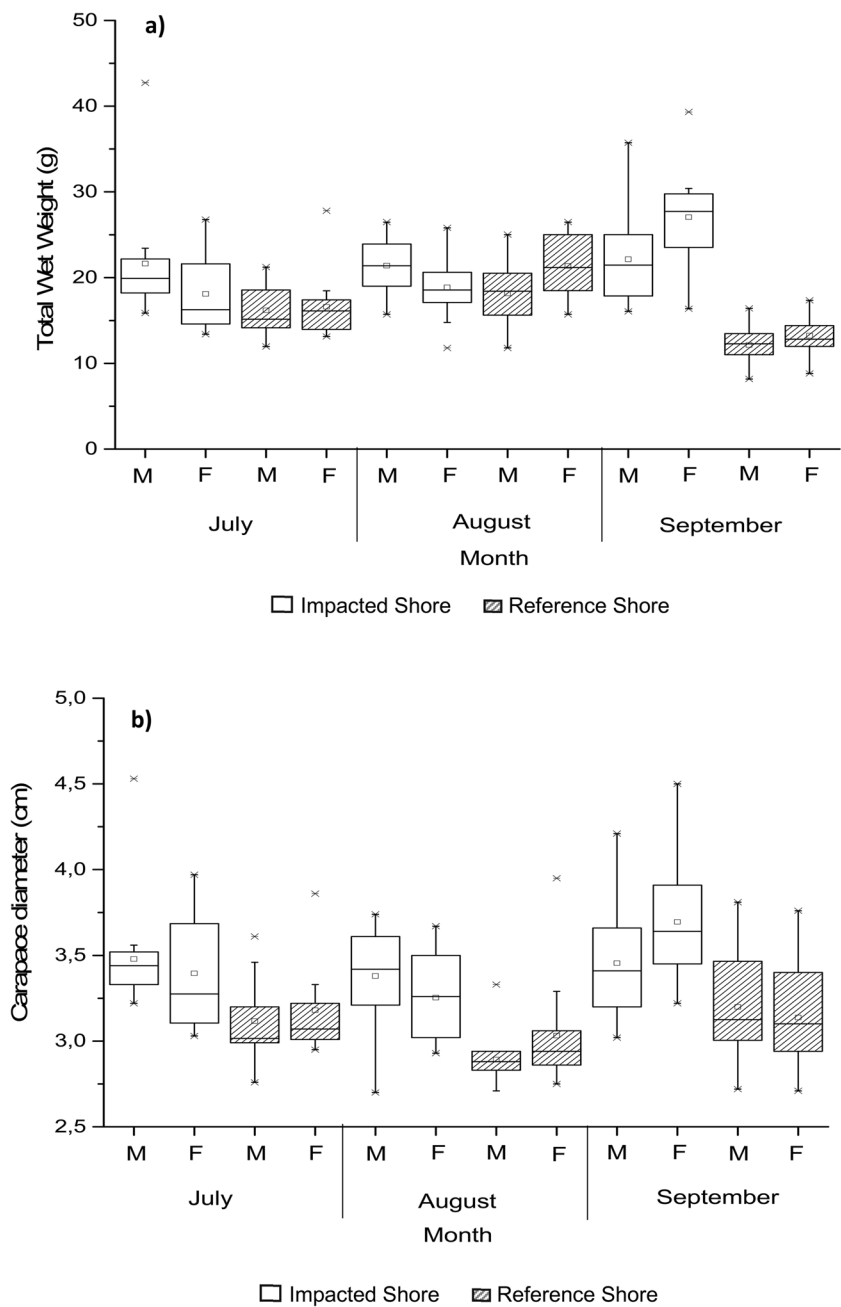 a)
50
40
30
20
10
0
Total Wet Weight (g)
M F M F M F M F M F M F
July August September
Month
Impacted Shore Reference Shore
b)
5,0
4,5
4,0
3,5
3,0
2,5
Carapace diameter (cm)
M F M F M F M F M F M F
July August September
Month
Impacted Shore Reference Shore